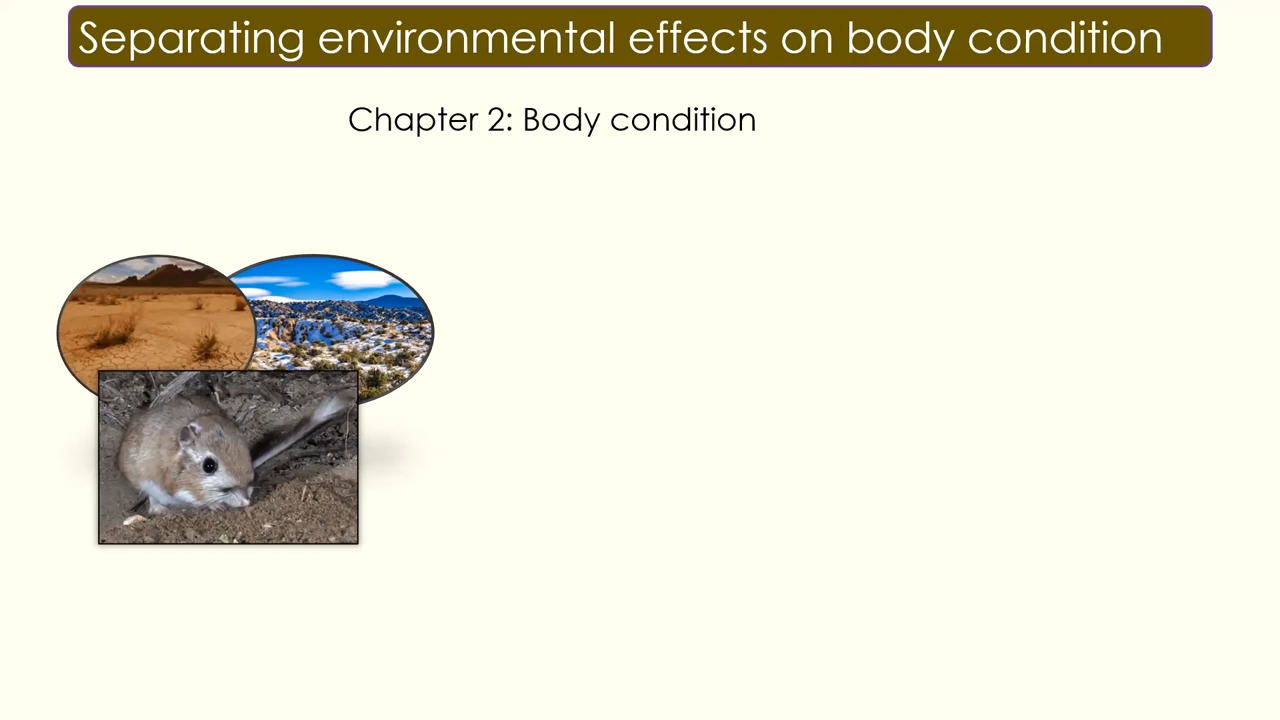 Separating environmental effects on body condition
Chapter 2: Body condition